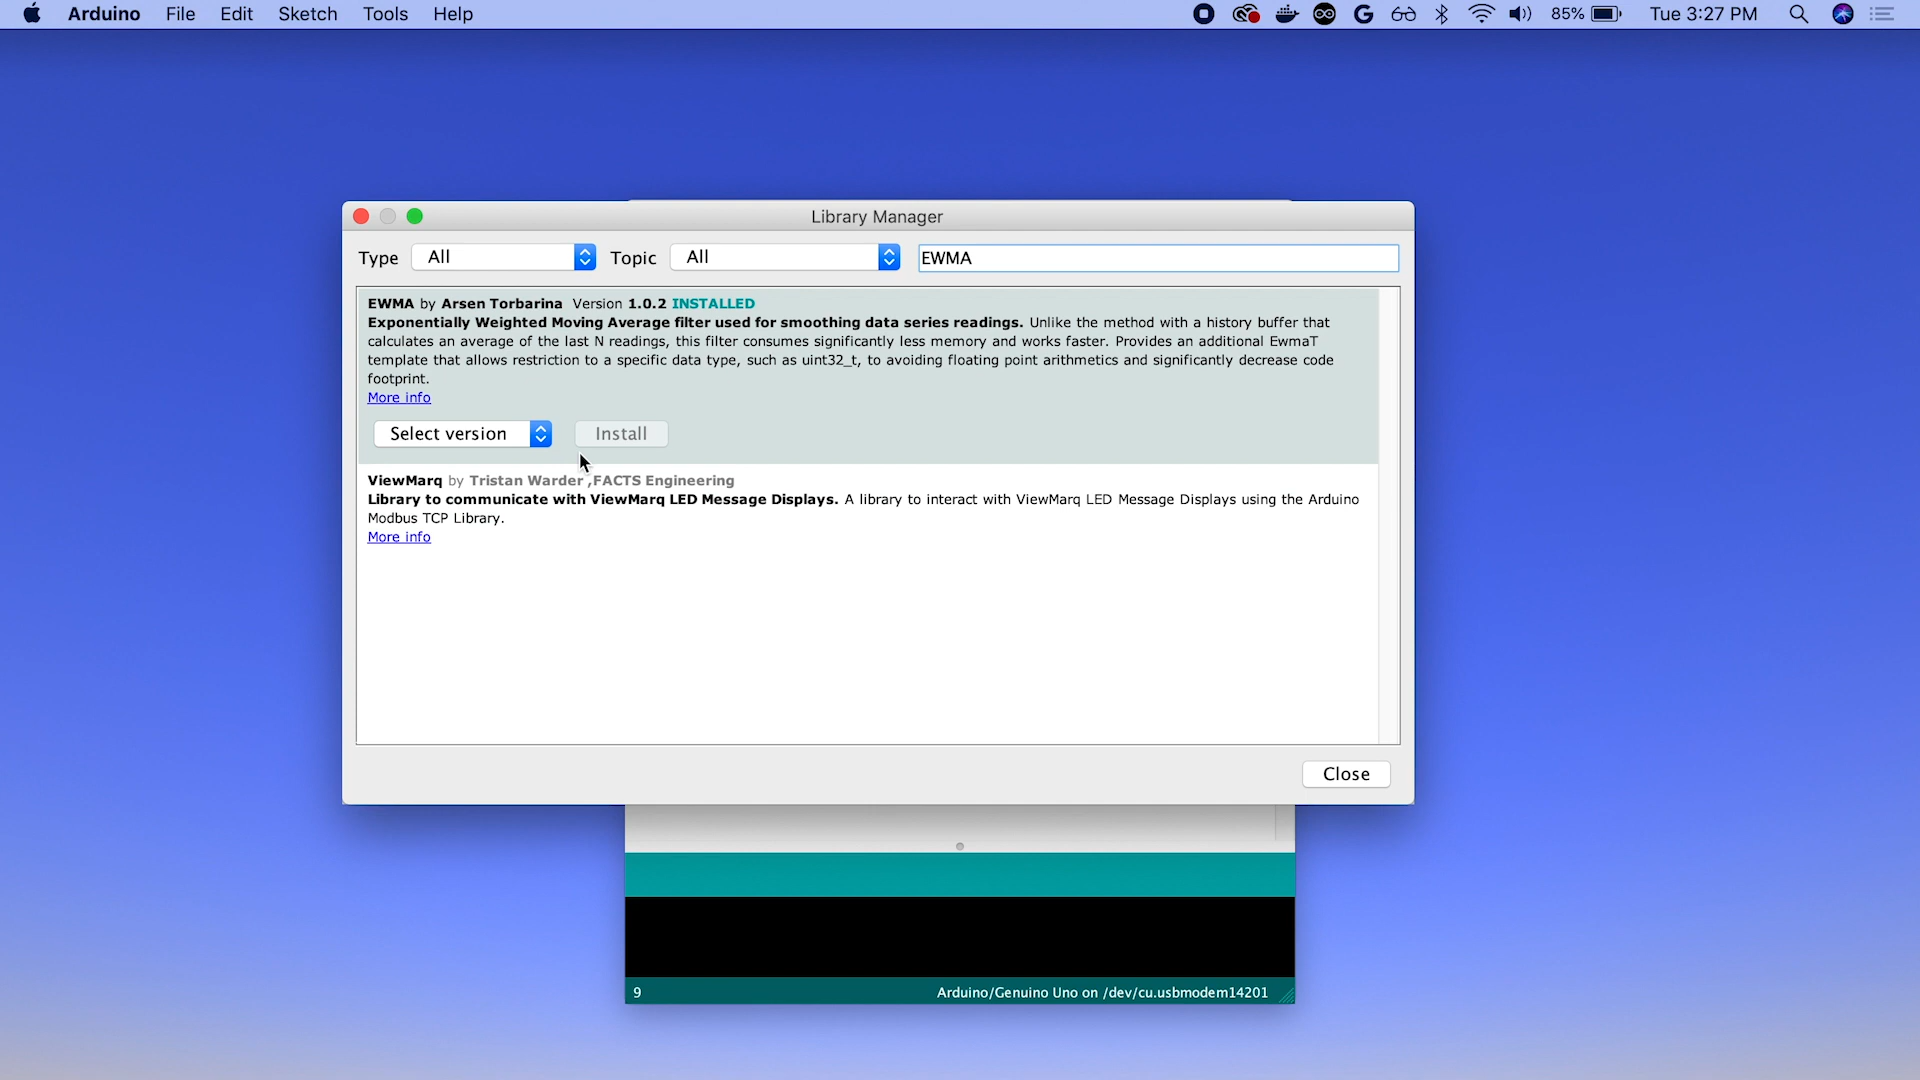 Arduino File Edit Sketch Tools Help 85% Tue 3:27 PM
Library Manager
Type All Topic All EWMA
EWMA by Arsen Torbarina Version 1.0.2 INSTALLED
Exponentially Weighted Moving Average filter used for smoothing data series readings. Unlike the method with a history buffer that
calculates an average of the last N readings, this filter consumes significantly less memory and works faster. Provides an additional EwmaT
template that allows restriction to a specific data type, such as uint32_t, to avoiding floating point arithmetics and significantly decrease code
footprint.
More info
Select version Install
ViewMarq by Tristan Warder ,FACTS Engineering
Library to communicate with ViewMarq LED Message Displays. A library to interact with ViewMarq LED Message Displays using the Arduino
Modbus TCP Library.
More info
Close
9 Arduino/Genuino Uno on /dev/cu.usbmodem14201